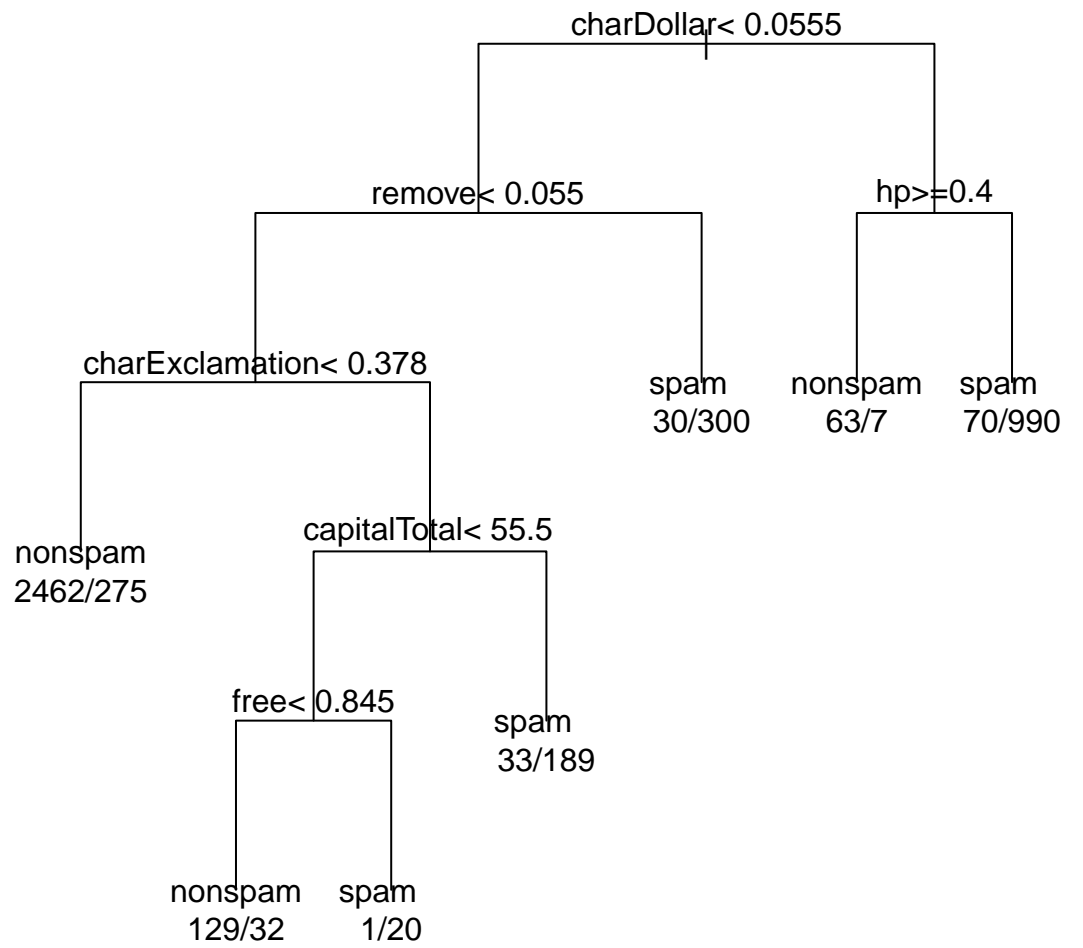 charDollar< 0.0555
remove< 0.055
hp>=0.4
charExclamation< 0.378
spam
30/300
nonspam
63/7
spam
70/990
capitalTotal< 55.5
nonspam
2462/275
free< 0.845
spam
33/189
nonspam
129/32
spam
1/20